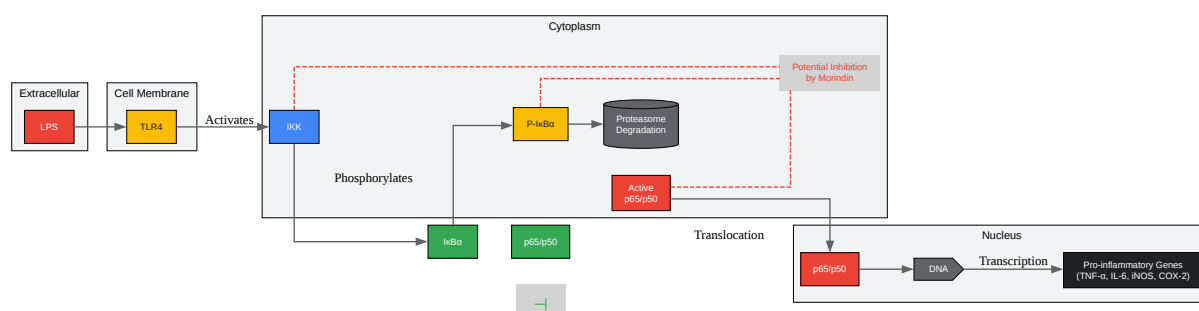 Cytoplasm
Extracellular
Cell Membrane
Potential Inhibition
by Morindin
LPS
TLR4
Activates
IKK
P-IκBα
Proteasome
Degradation
Phosphorylates
Active
p65/p50
IκBα
p65/p50
Translocation
Nucleus
p65/p50
DNA
Transcription
Pro-inflammatory Genes
(TNF-α, IL-6, iNOS, COX-2)
⊣